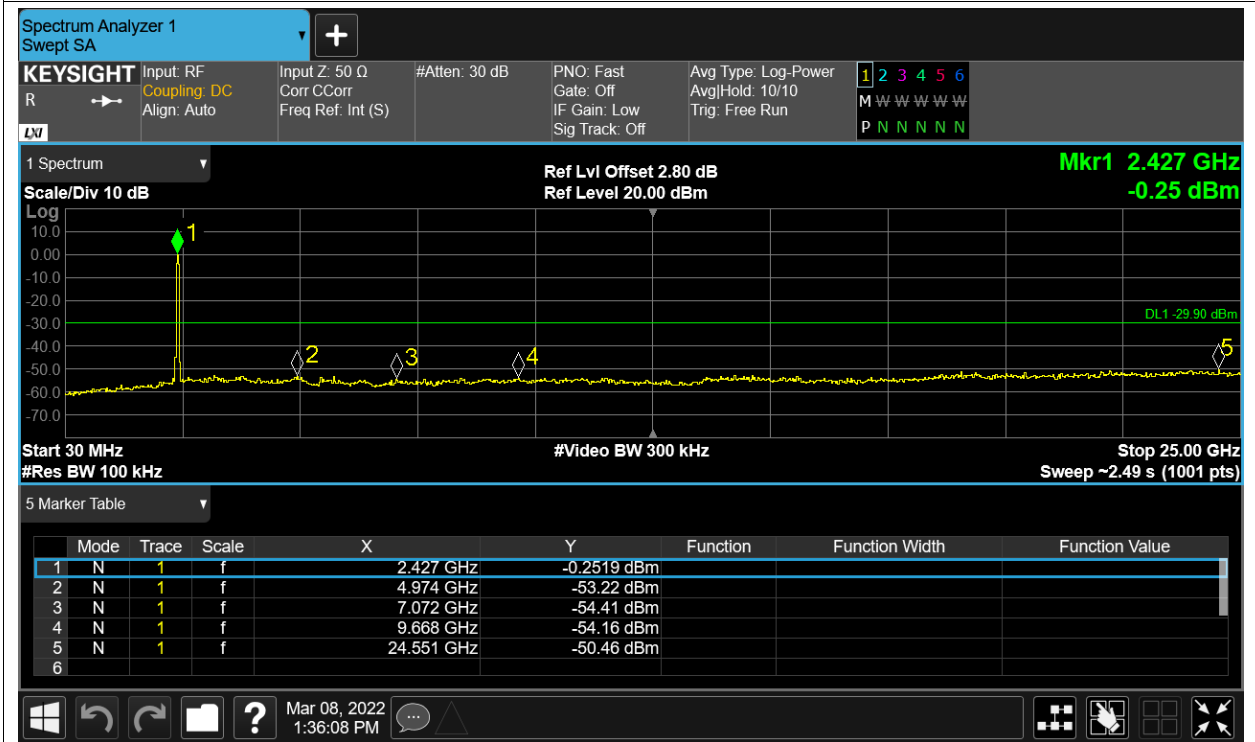 Spectrum Analyzer 1
Swept SA
+
KEYSIGHT
R
LXI
Input: RF
Coupling: DC
Align: Auto
Input Z: 50 Ω
Corr CCorr
Freq Ref: Int (S)
#Atten: 30 dB
PNO: Fast
Gate: Off
IF Gain: Low
Sig Track: Off
Avg Type: Log-Power
Avg|Hold: 10/10
Trig: Free Run
1 2 3 4 5 6
M W W W W W
P N N N N N
1 Spectrum
Scale/Div 10 dB
Ref Lvl Offset 2.80 dB
Ref Level 20.00 dBm
Mkr1 2.427 GHz
-0.25 dBm
Log
10.0
0.00
-10.0
-20.0
-30.0
-40.0
-50.0
-60.0
-70.0
1
2
3
4
5
DL1 -29.90 dBm
Start 30 MHz
#Video BW 300 kHz
Stop 25.00 GHz
#Res BW 100 kHz
Sweep ~2.49 s (1001 pts)
5 Marker Table
Mode Trace Scale X Y Function Function Width Function Value
1 N 1 f 2.427 GHz -0.2519 dBm
2 N 1 f 4.974 GHz -53.22 dBm
3 N 1 f 7.072 GHz -54.41 dBm
4 N 1 f 9.668 GHz -54.16 dBm
5 N 1 f 24.551 GHz -50.46 dBm
6
?
Mar 08, 2022
1:36:08 PM